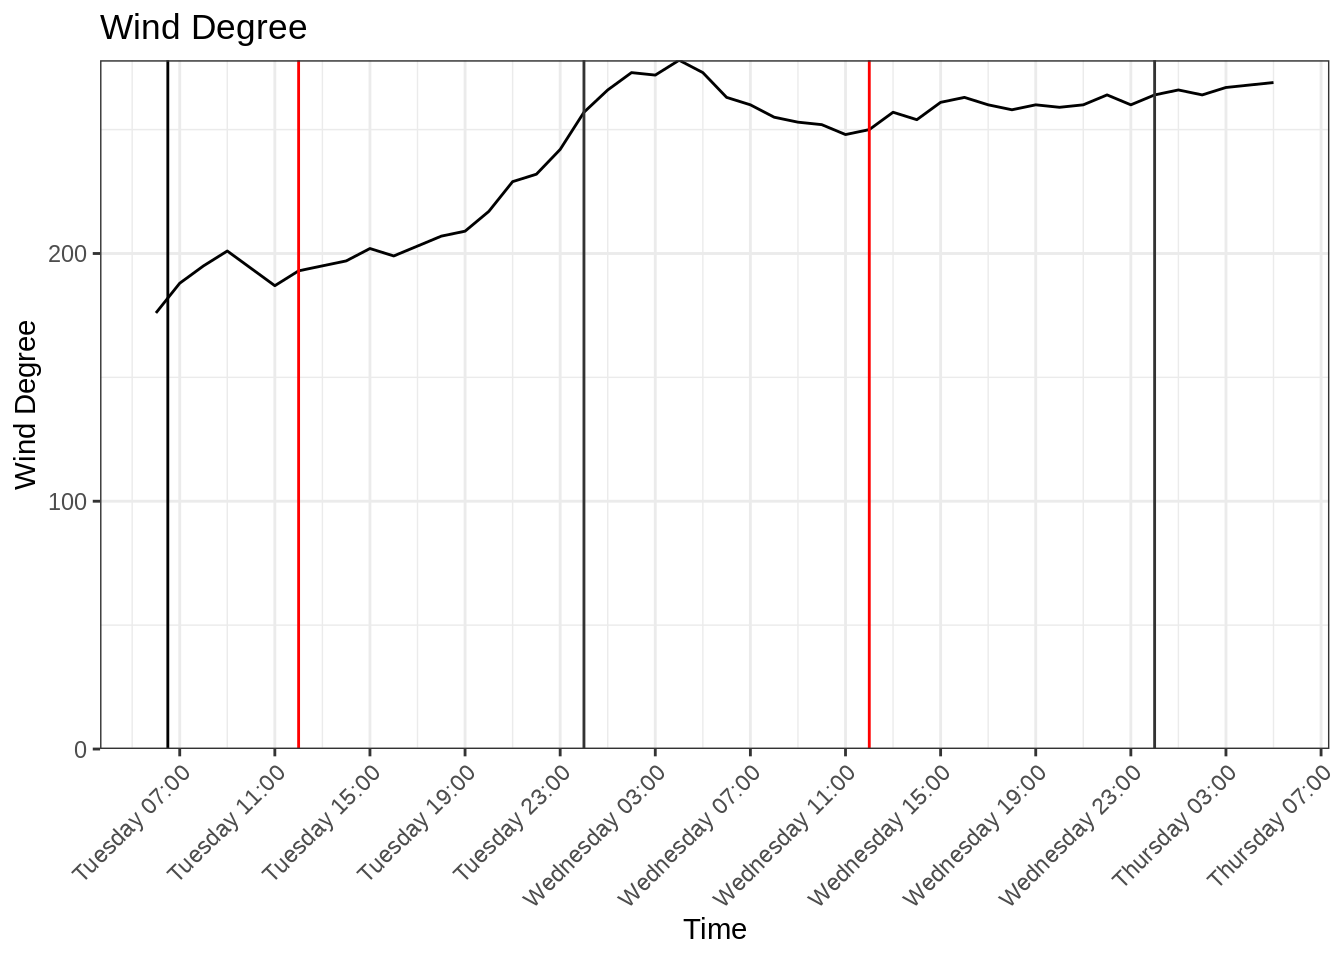 Wind Degree
Wind Degree
200
100
0
Tuesday 07:00
Tuesday 11:00
Tuesday 15:00
Tuesday 19:00
Tuesday 23:00
Wednesday 03:00
Wednesday 07:00
Wednesday 11:00
Wednesday 15:00
Wednesday 19:00
Wednesday 23:00
Thursday 03:00
Thursday 07:00
Time